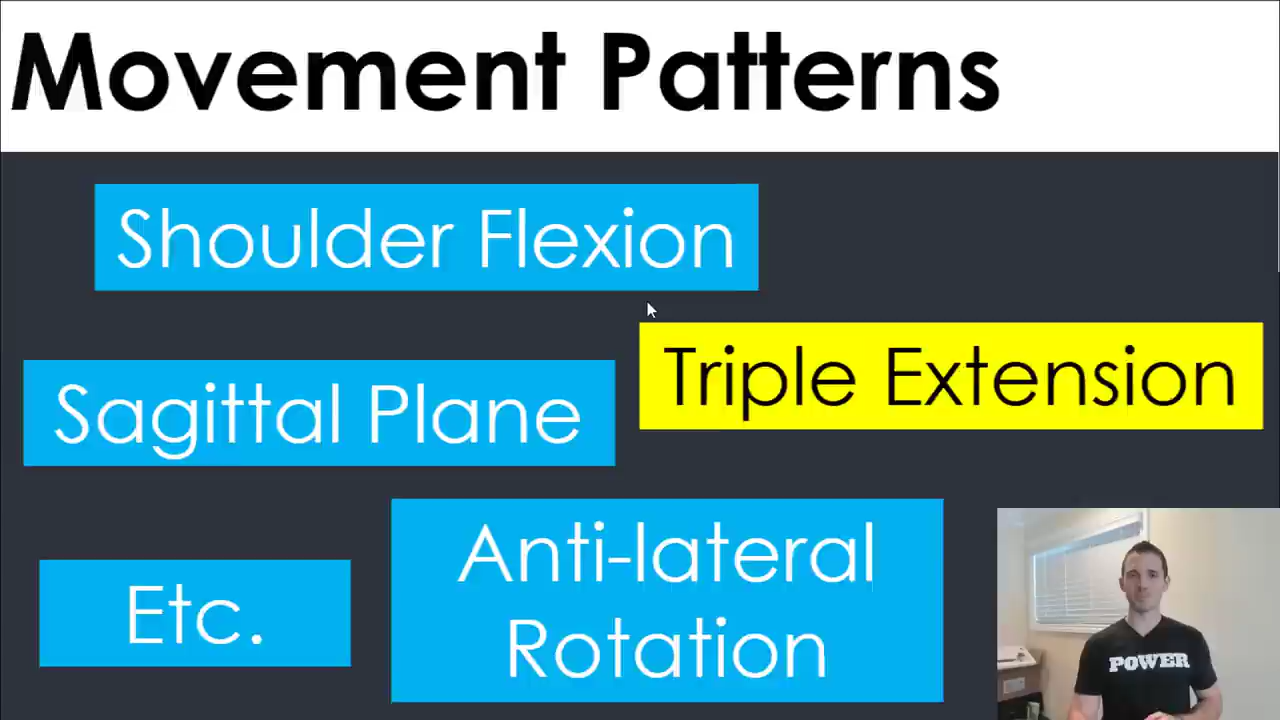 Movement Patterns
Shoulder Flexion
Triple Extension
Sagittal Plane
Anti-lateral
Rotation
Etc.
POWER